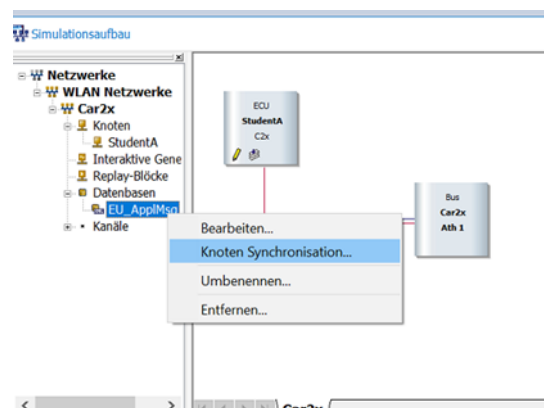 Simulationsaufbau
Netzwerke
WLAN Netzwerke
Car2x
Knoten
StudentA
Interaktive Gene
Replay-Blöcke
Datenbasen
EU_ApplMsg
Kanäle
ECU
StudentA
C2x
Bus
Car2x
Ath 1
Bearbeiten...
Knoten Synchronisation...
Umbenennen...
Entfernen...
Car2x